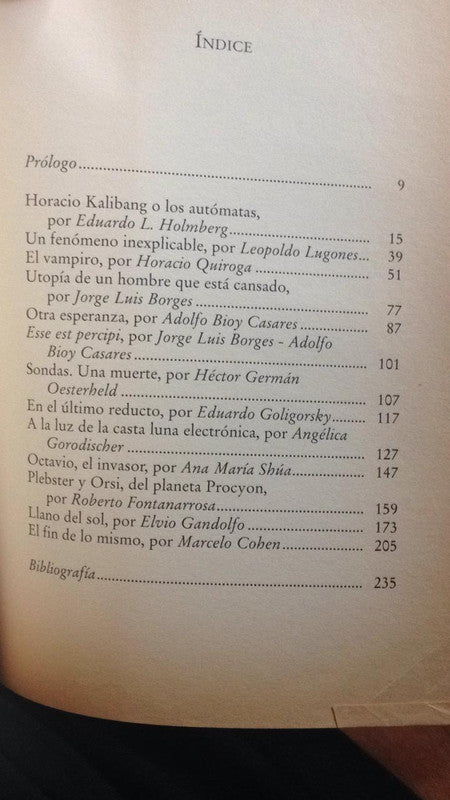 ÍNDICE
Prólogo........................................................................ 9
Horacio Kalibang o los autómatas,
por Eduardo L. Holmberg................................... 15
Un fenómeno inexplicable, por Leopoldo Lugones... 39
El vampiro, por Horacio Quiroga ........................... 51
Utopía de un hombre que está cansado,
por Jorge Luis Borges ........................................... 77
Otra esperanza, por Adolfo Bioy Casares ................... 87
Esse est percipi, por Jorge Luis Borges - Adolfo
Bioy Casares ........................................................ 101
Sondas. Una muerte, por Héctor Germán
Oesterheld ........................................................... 107
En el último reducto, por Eduardo Goligorsky........ 117
A la luz de la casta luna electrónica, por Angélica
Gorodischer ......................................................... 127
Octavio, el invasor, por Ana María Shúa................. 147
Plebster y Orsi, del planeta Procyon,
por Roberto Fontanarrosa.................................... 159
Llano del sol, por Elvio Gandolfo ............................ 173
El fin de lo mismo, por Marcelo Cohen.................... 205
Bibliografía................................................................ 235